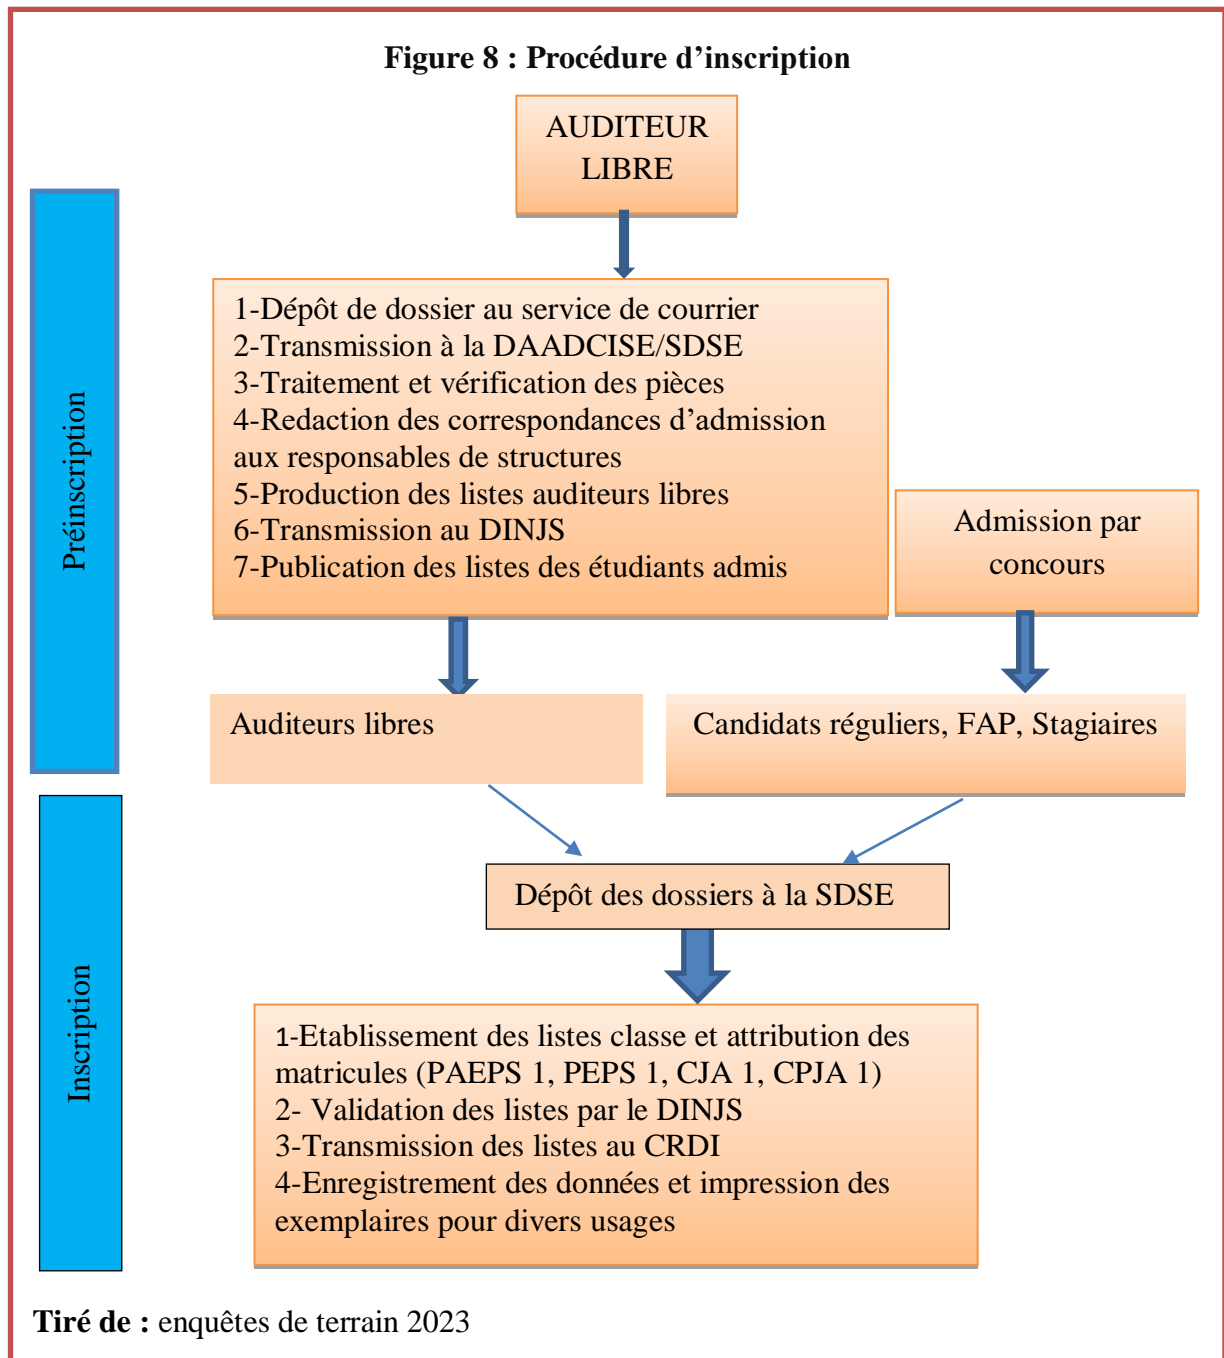 Figure 8 : Procédure d’inscription
AUDITEUR
LIBRE
Préinscription
1-Dépôt de dossier au service de courrier
2-Transmission à la DAADCISE/SDSE
3-Traitement et vérification des pièces
4-Redaction des correspondances d’admission
aux responsables de structures
5-Production des listes auditeurs libres
6-Transmission au DINJS
7-Publication des listes des étudiants admis
Admission par
concours
Auditeurs libres
Candidats réguliers, FAP, Stagiaires
Inscription
Dépôt des dossiers à la SDSE
1-Etablissement des listes classe et attribution des
matricules (PAEPS 1, PEPS 1, CJA 1, CPJA 1)
2- Validation des listes par le DINJS
3-Transmission des listes au CRDI
4-Enregistrement des données et impression des
exemplaires pour divers usages
Tiré de : enquêtes de terrain 2023